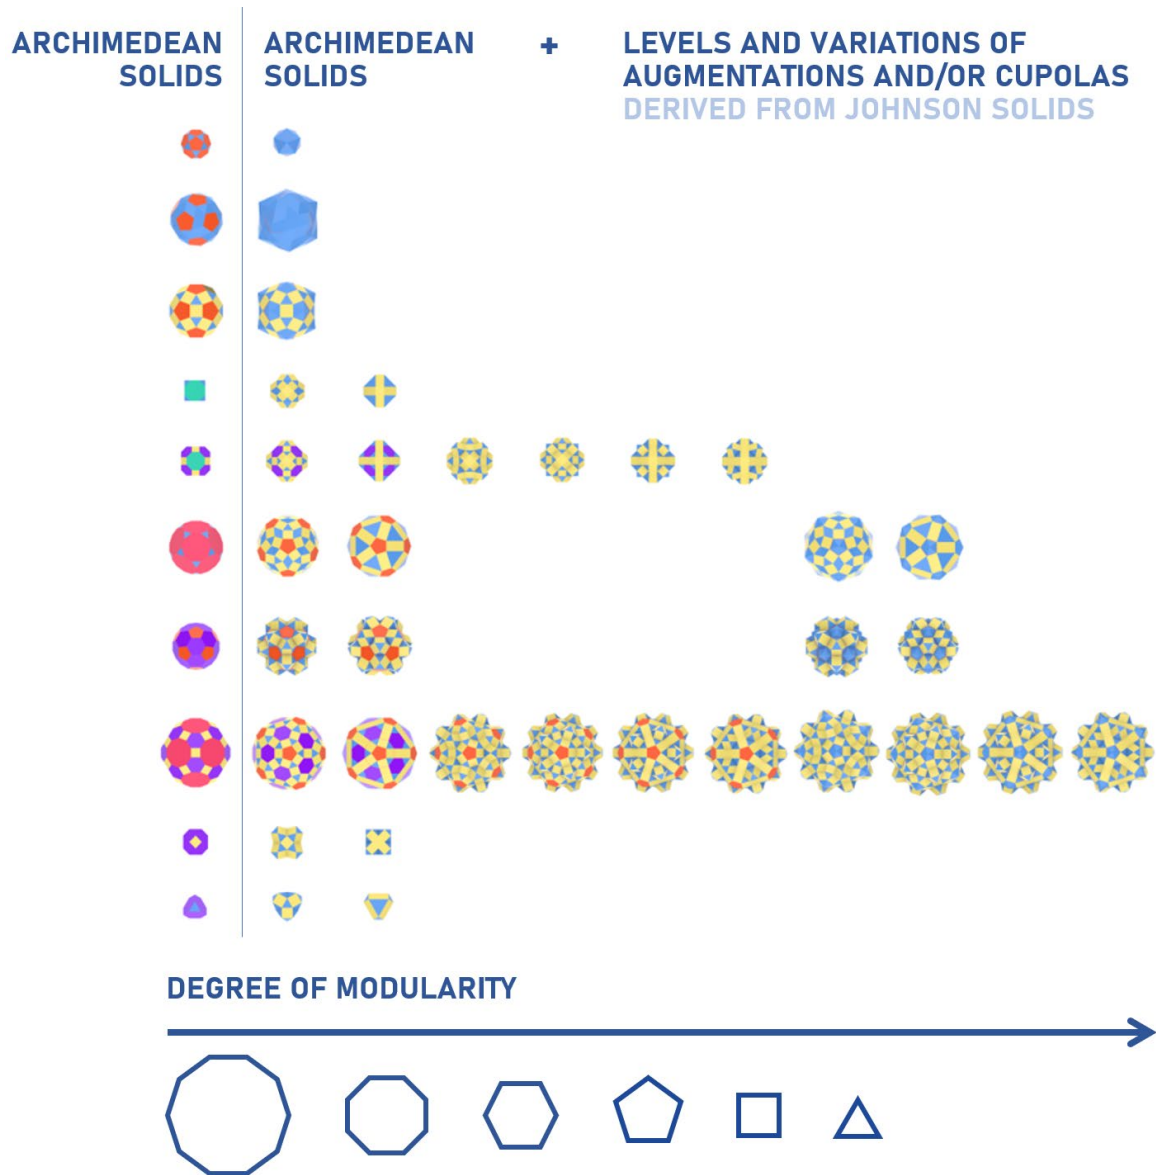 ARCHIMEDEAN
SOLIDS
ARCHIMEDEAN
SOLIDS
+
LEVELS AND VARIATIONS OF
AUGMENTATIONS AND/OR CUPOLAS
DERIVED FROM JOHNSON SOLIDS
DEGREE OF MODULARITY